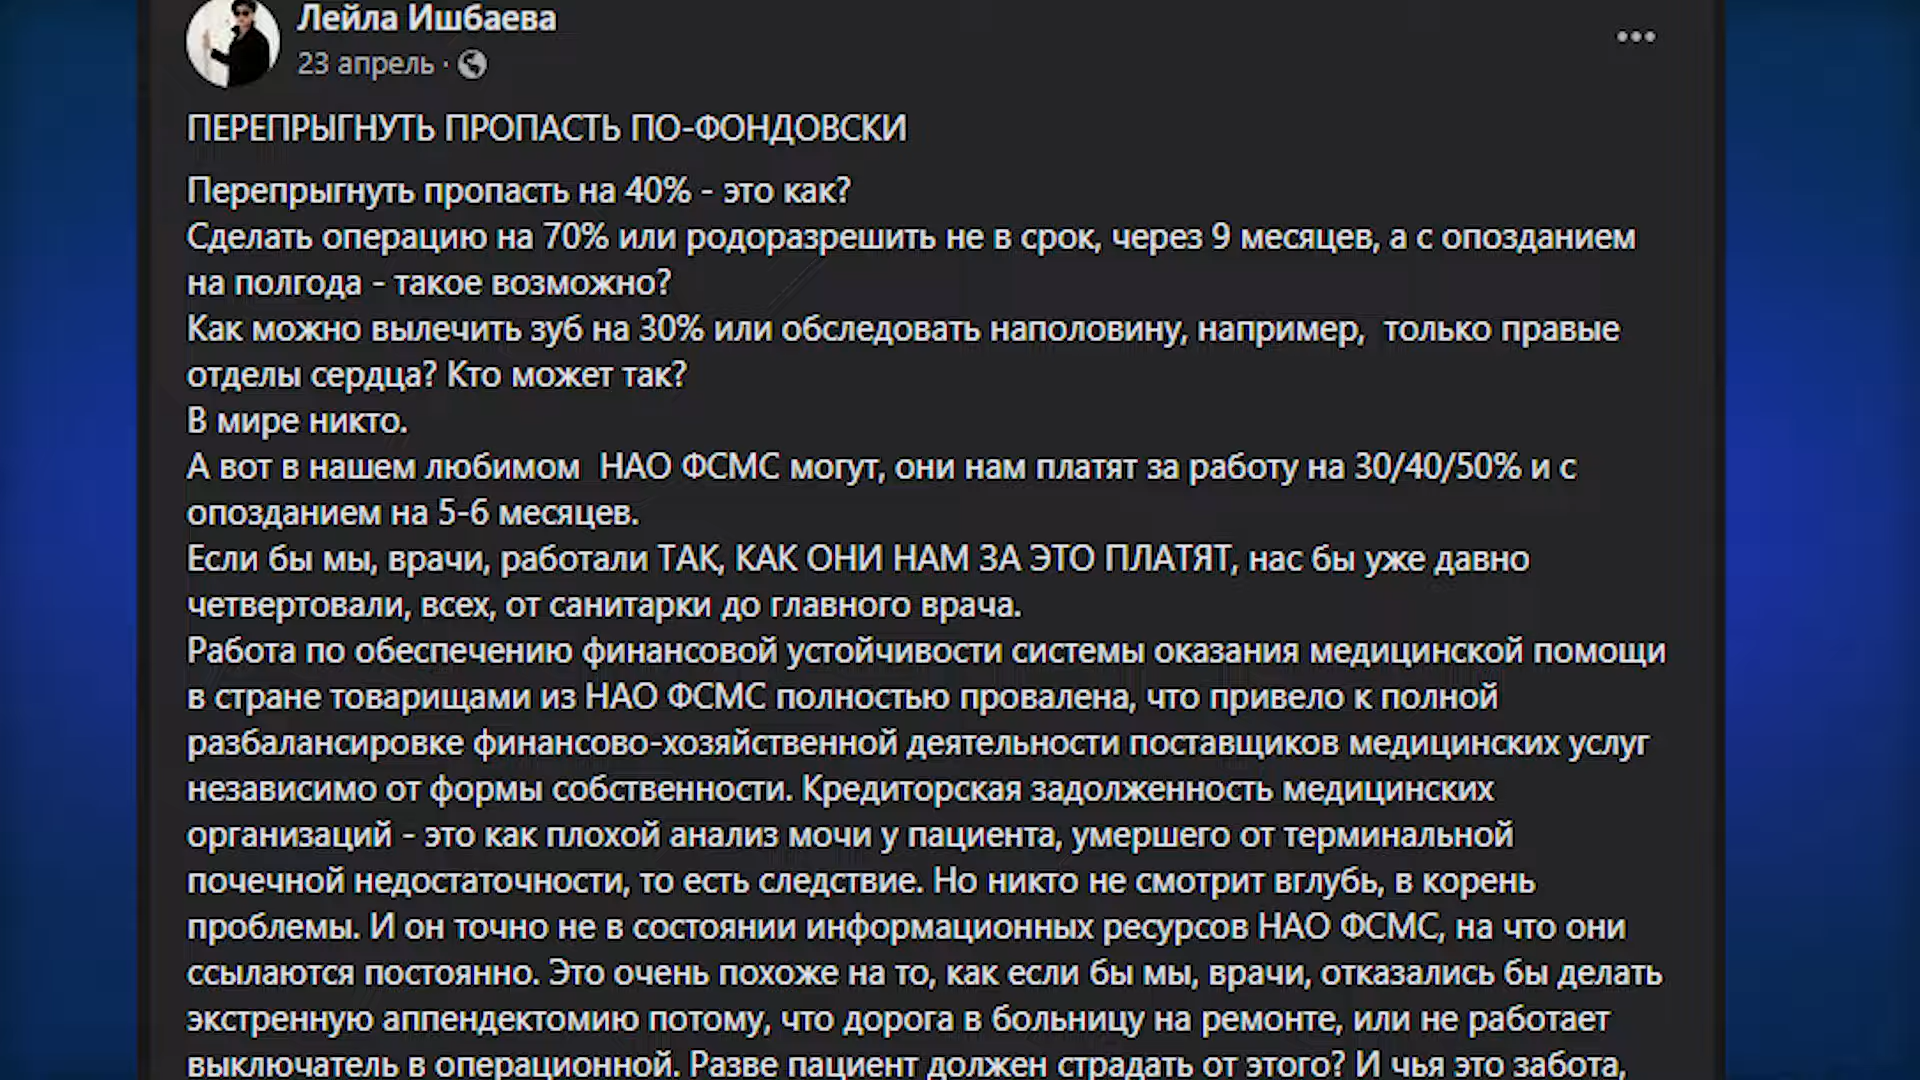 Лейла Ишбаева
23 апрель ·
ПЕРЕПРЫГНУТЬ ПРОПАСТЬ ПО-ФОНДОВСКИ
Перепрыгнуть пропасть на 40% - это как?
Сделать операцию на 70% или родоразрешить не в срок, через 9 месяцев, а с опозданием
на полгода - такое возможно?
Как можно вылечить зуб на 30% или обследовать наполовину, например,  только правые
отделы сердца? Кто может так?
В мире никто.
А вот в нашем любимом  НАО ФСМС могут, они нам платят за работу на 30/40/50% и с
опозданием на 5-6 месяцев.
Если бы мы, врачи, работали ТАК, КАК ОНИ НАМ ЗА ЭТО ПЛАТЯТ, нас бы уже давно
четвертовали, всех, от санитарки до главного врача.
Работа по обеспечению финансовой устойчивости системы оказания медицинской помощи
в стране товарищами из НАО ФСМС полностью провалена, что привело к полной
разбалансировке финансово-хозяйственной деятельности поставщиков медицинских услуг
независимо от формы собственности. Кредиторская задолженность медицинских
организаций - это как плохой анализ мочи у пациента, умершего от терминальной
почечной недостаточности, то есть следствие. Но никто не смотрит вглубь, в корень
проблемы. И он точно не в состоянии информационных ресурсов НАО ФСМС, на что они
ссылаются постоянно. Это очень похоже на то, как если бы мы, врачи, отказались бы делать
экстренную аппендектомию потому, что дорога в больницу на ремонте, или не работает
выключатель в операционной. Разве пациент должен страдать от этого? И чья это забота,